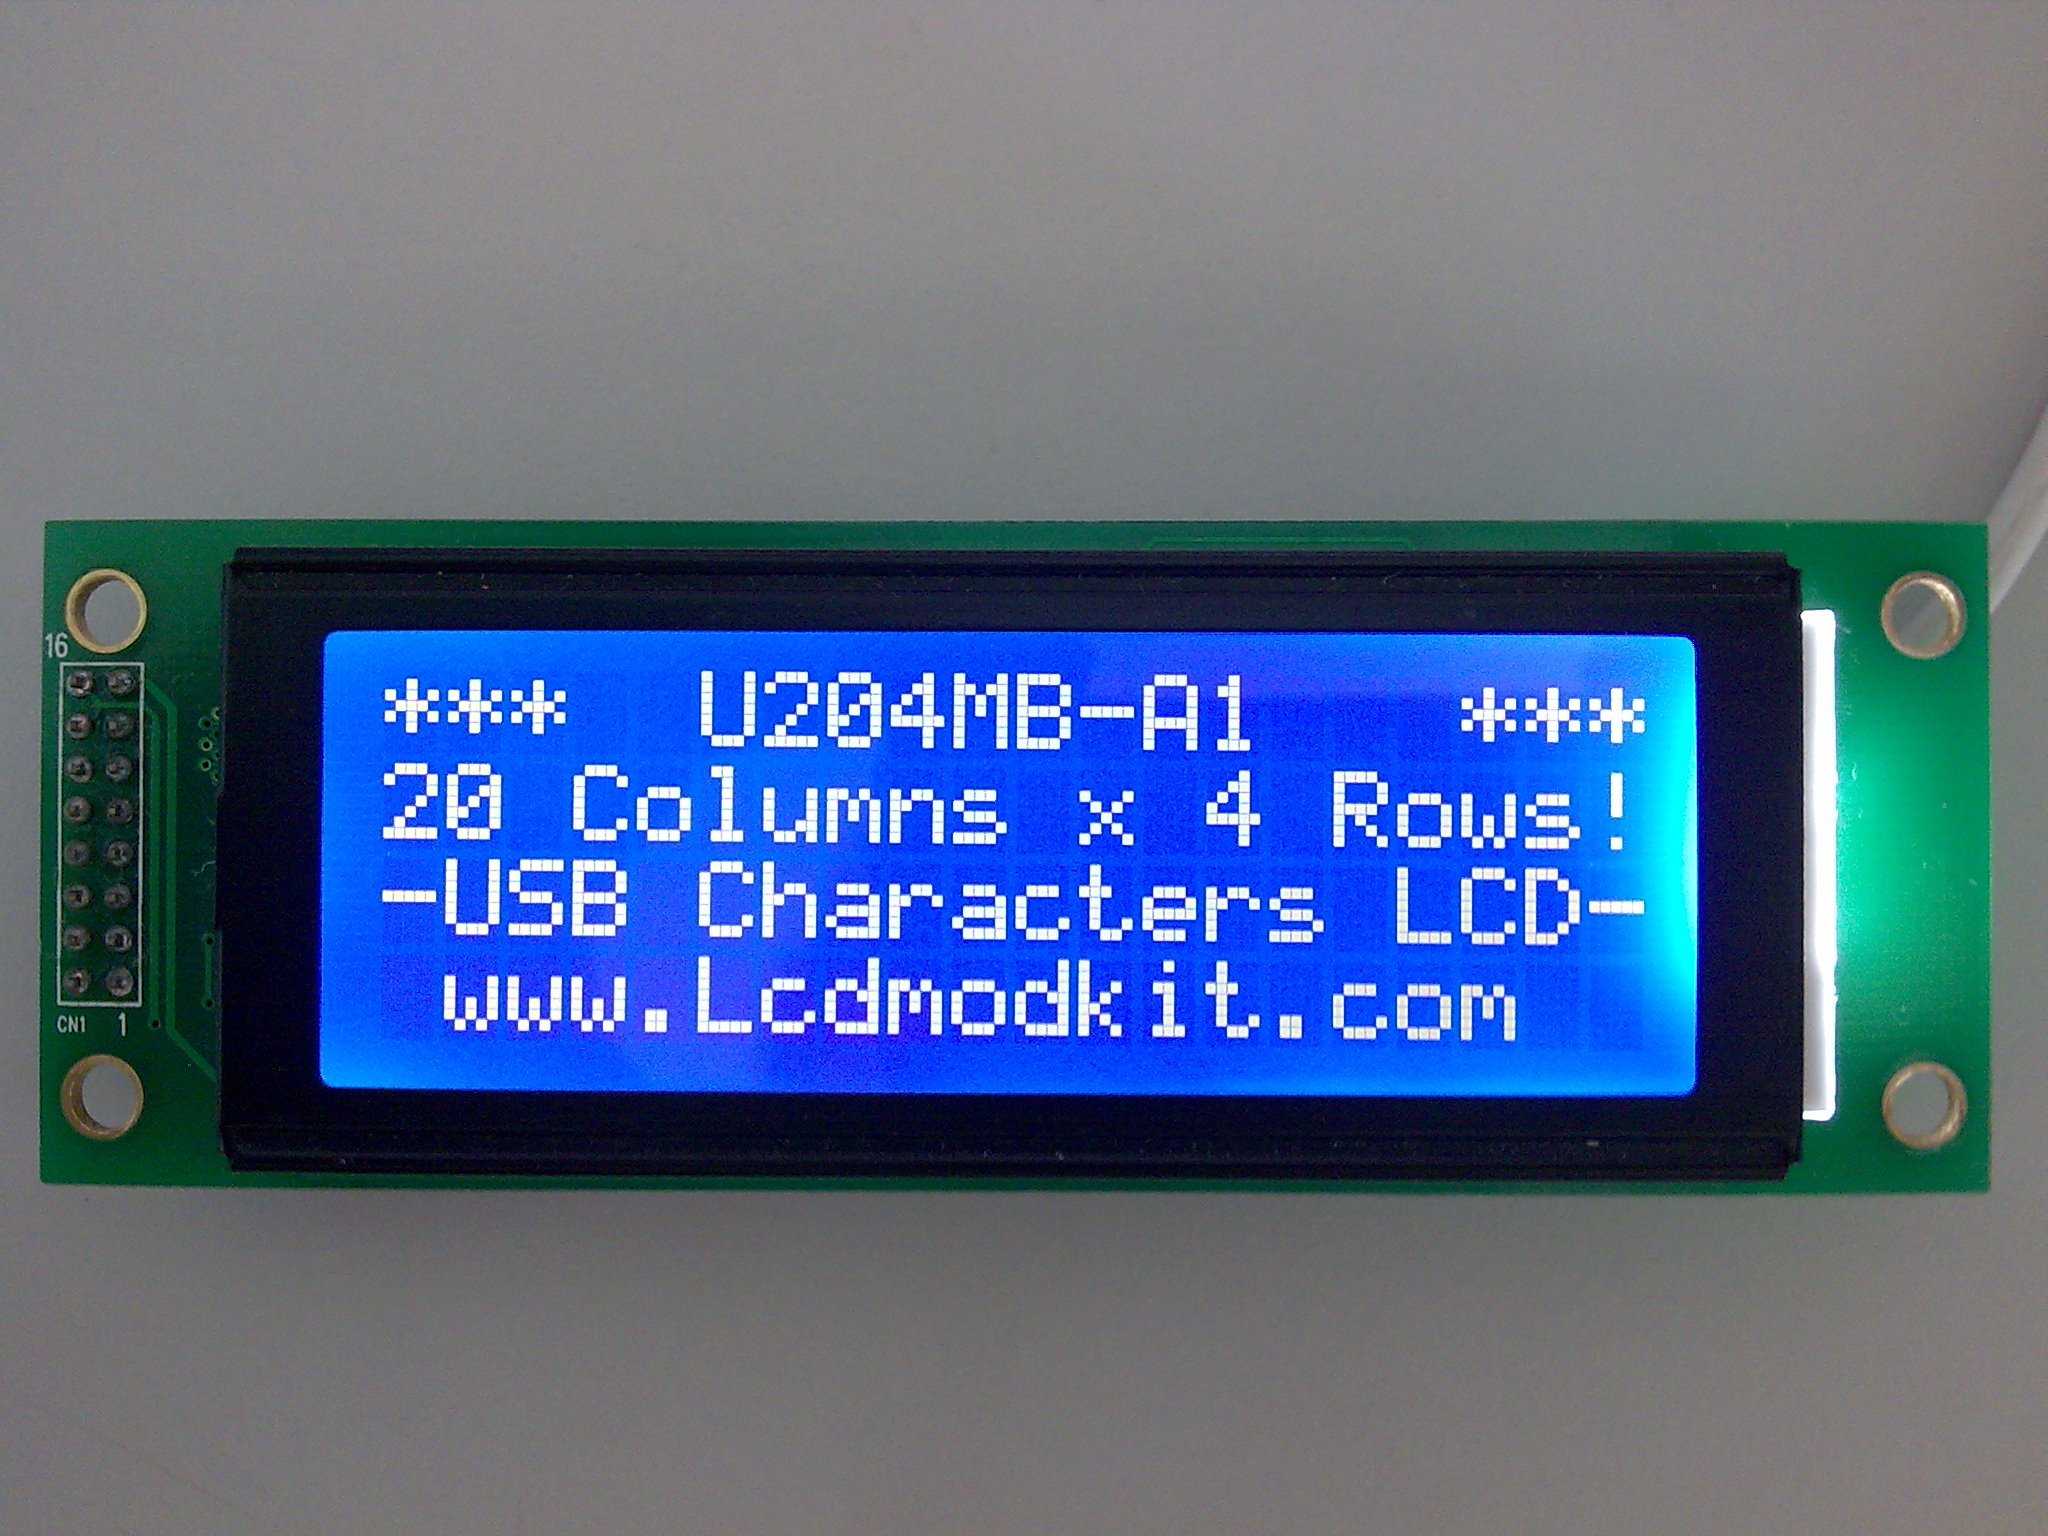 *** U204MB-A1 ***
20 Columns x 4 Rows!
-USB Characters LCD-
www.Lcdmodkit.com
16
CN1 1